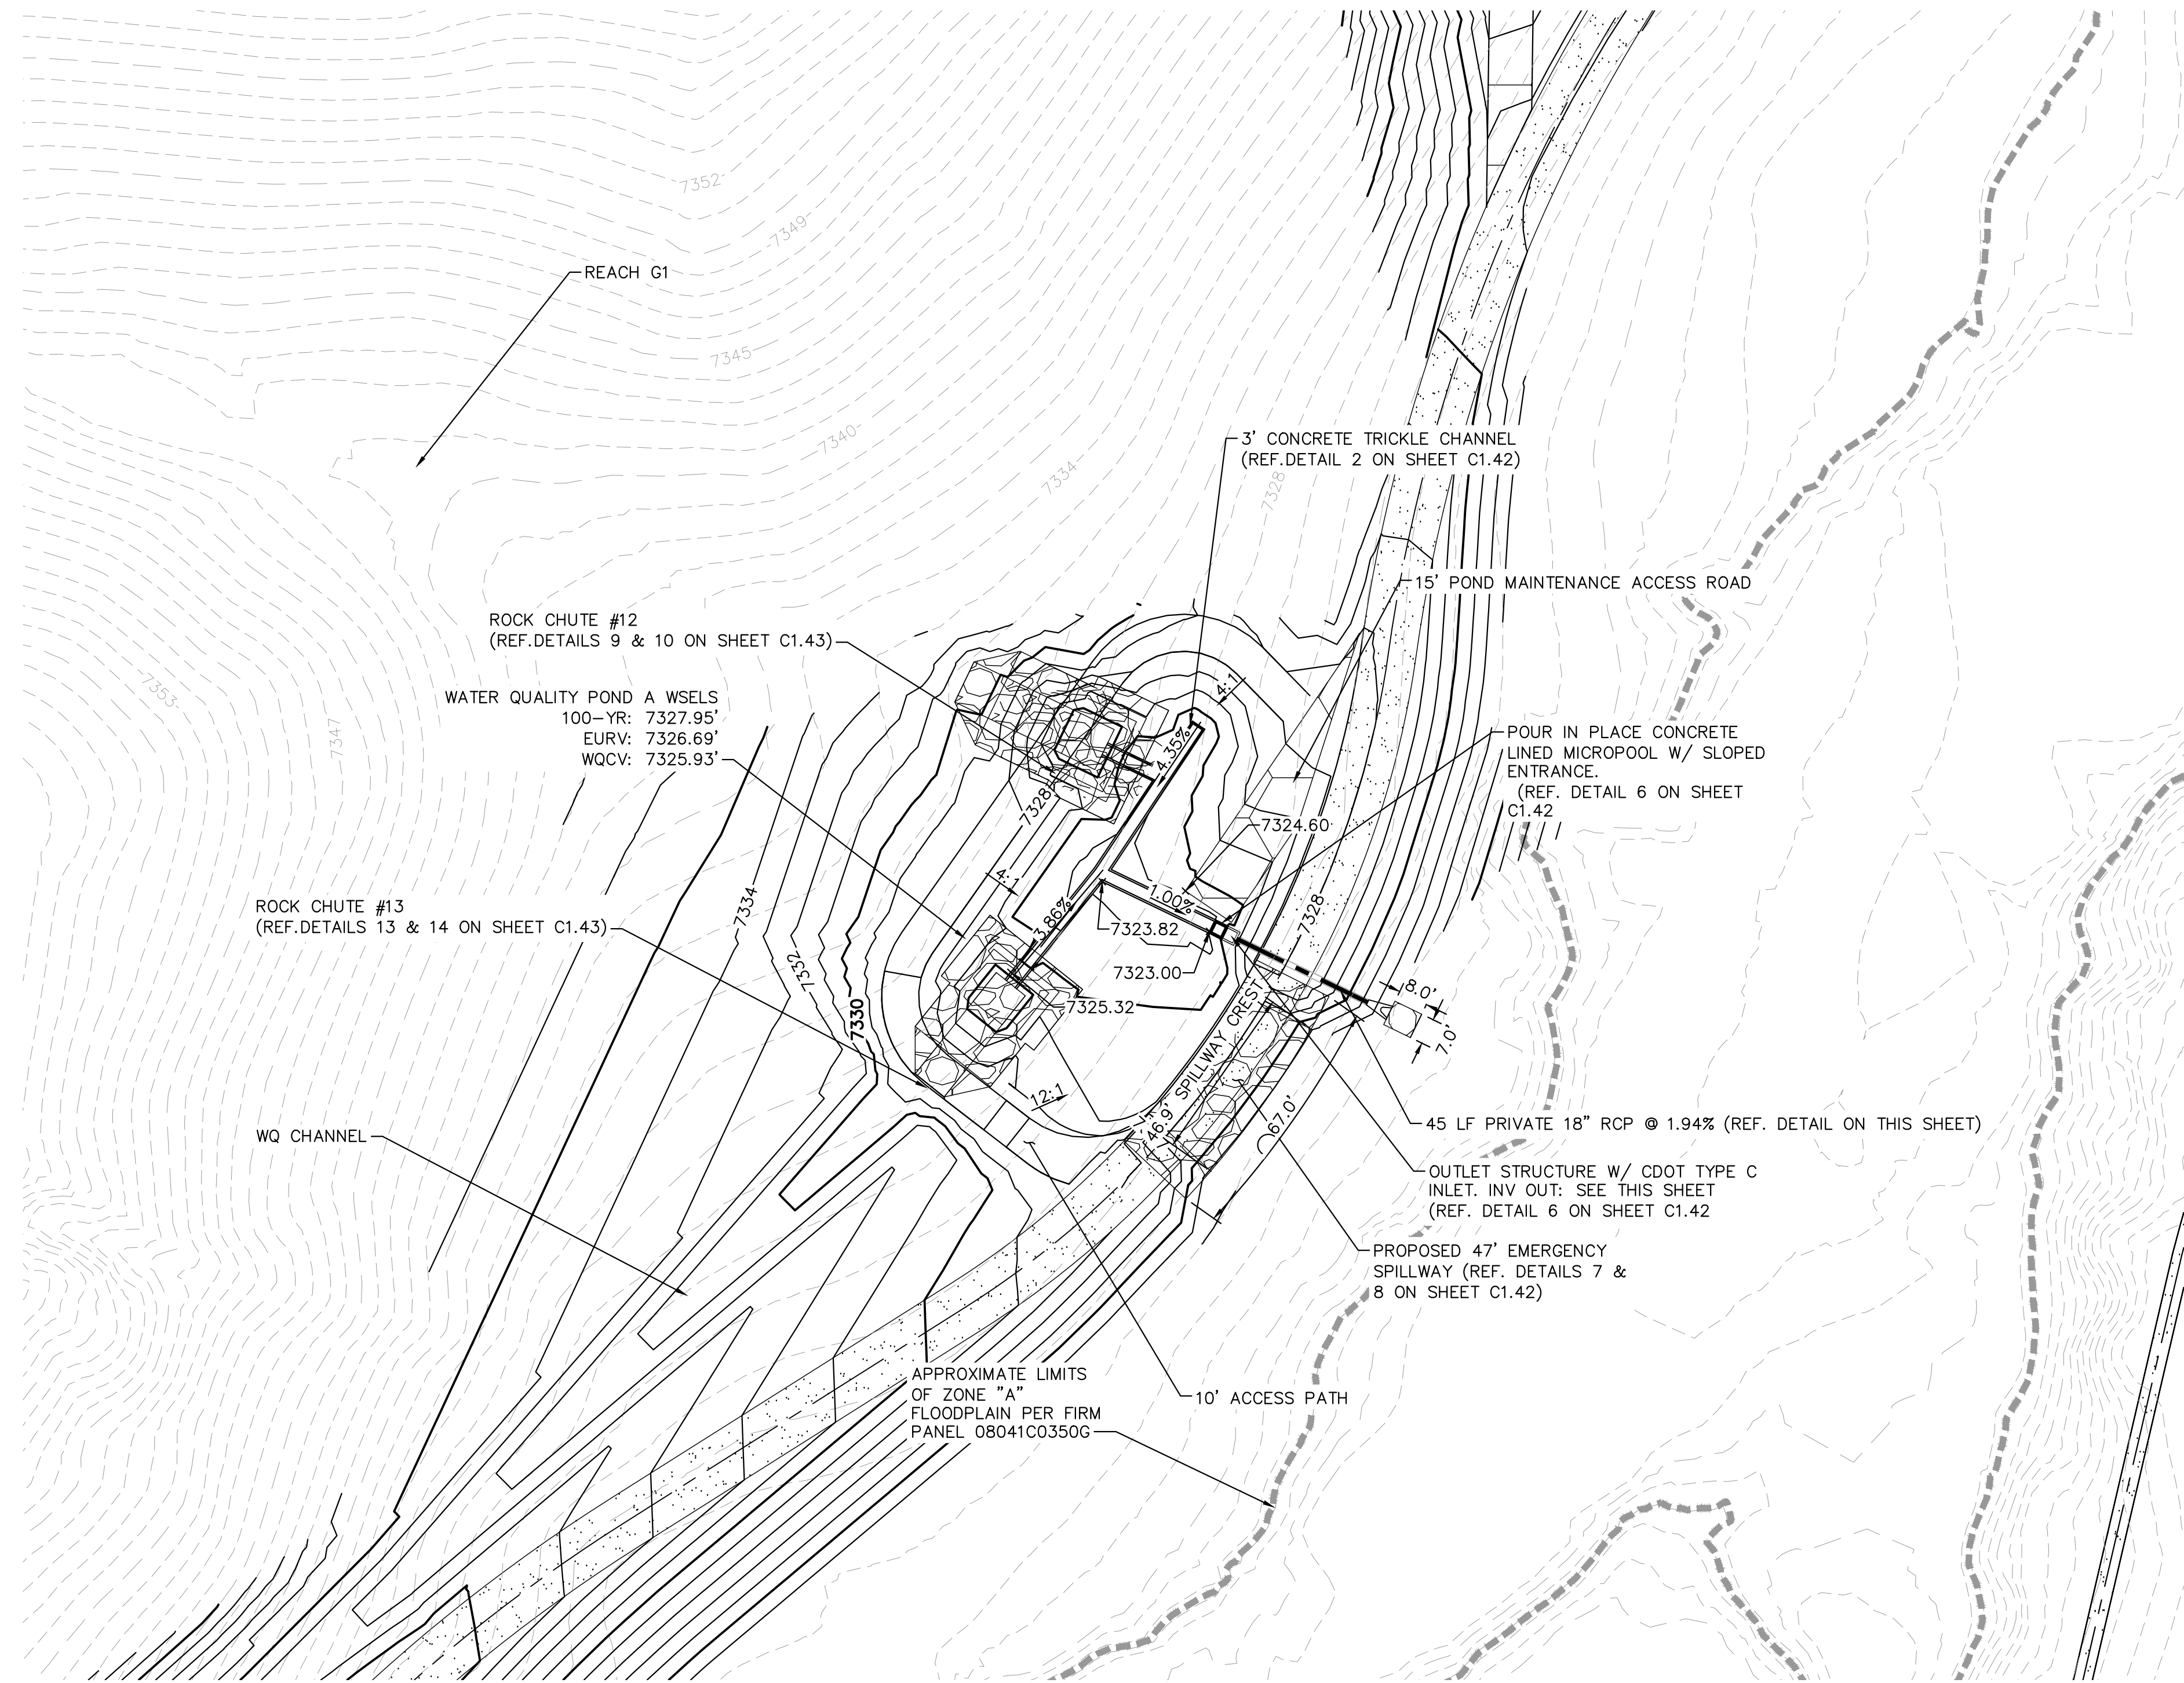 7352
7349
REACH G1
7345
7340
3' CONCRETE TRICKLE CHANNEL
(REF.DETAIL 2 ON SHEET C1.42)
7334
7328
15' POND MAINTENANCE ACCESS ROAD
ROCK CHUTE #12
(REF.DETAILS 9 & 10 ON SHEET C1.43)
7353
7347
WATER QUALITY POND A WSELS
100-YR: 7327.95'
EURV: 7326.69'
WQCV: 7325.93'
4:1
4.35%
POUR IN PLACE CONCRETE
LINED MICROPOOL W/ SLOPED
ENTRANCE.
(REF. DETAIL 6 ON SHEET
C1.42
7328
7324.60
4:1
1.00%
3.86%
7334
7328
ROCK CHUTE #13
(REF.DETAILS 13 & 14 ON SHEET C1.43)
7323.82
7332
7323.00
7325.32
7330
8.0'
7.0'
46.9' SPILLWAY CREST
12:1
67.0'
WQ CHANNEL
45 LF PRIVATE 18" RCP @ 1.94% (REF. DETAIL ON THIS SHEET)
OUTLET STRUCTURE W/ CDOT TYPE C
INLET. INV OUT: SEE THIS SHEET
(REF. DETAIL 6 ON SHEET C1.42
PROPOSED 47' EMERGENCY
SPILLWAY (REF. DETAILS 7 &
8 ON SHEET C1.42)
APPROXIMATE LIMITS
OF ZONE "A"
FLOODPLAIN PER FIRM
PANEL 08041C0350G
10' ACCESS PATH